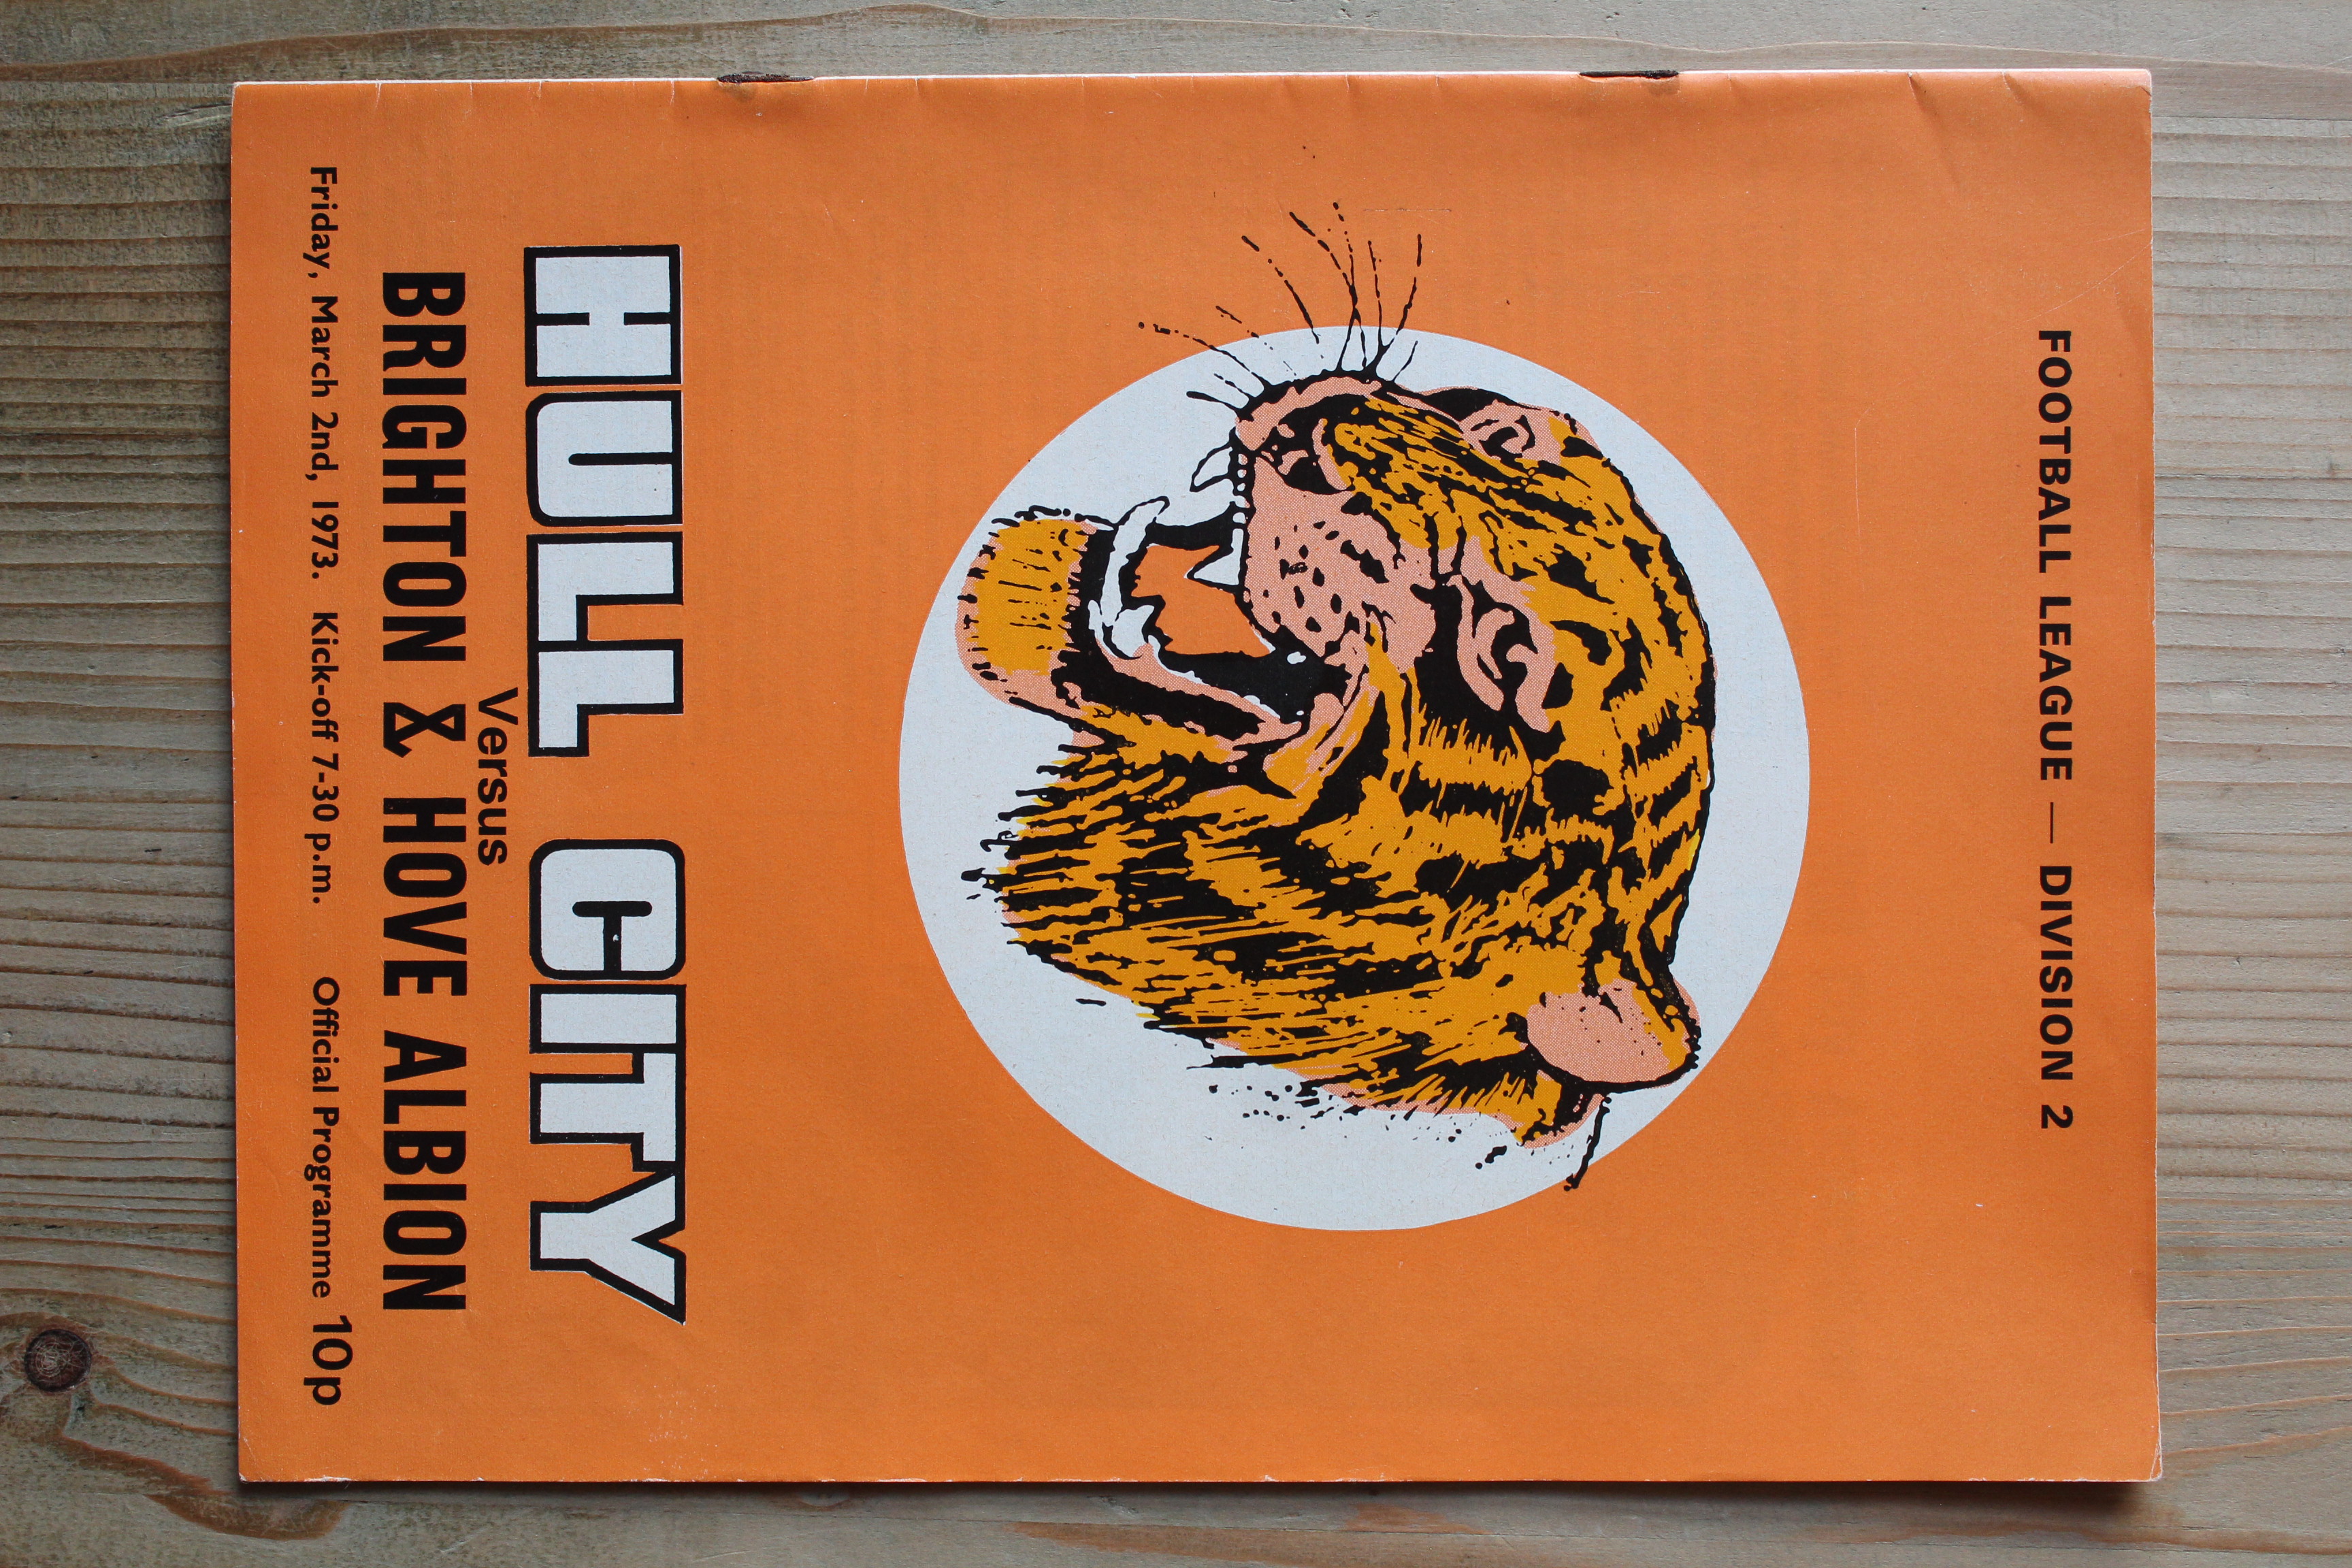 FOOTBALL LEAGUE — DIVISION 2
HULL CITY
Versus
BRIGHTON & HOVE ALBION
Friday, March 2nd, 1973. Kick-off 7-30 p.m. Official Programme 10p